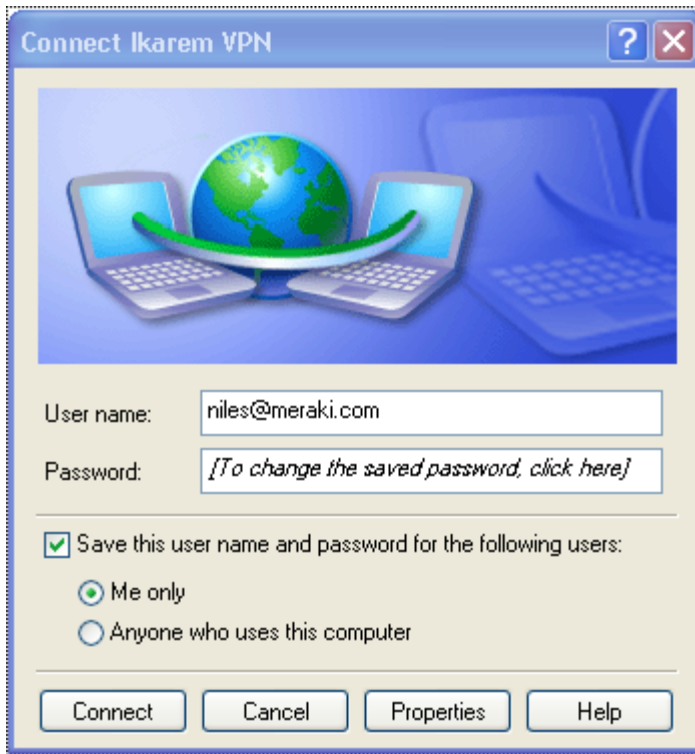 Connect Ikarem VPN
User name:
niles@meraki.com
Password:
[To change the saved password, click here]
Save this user name and password for the following users:
Me only
Anyone who uses this computer
Connect
Cancel
Properties
Help